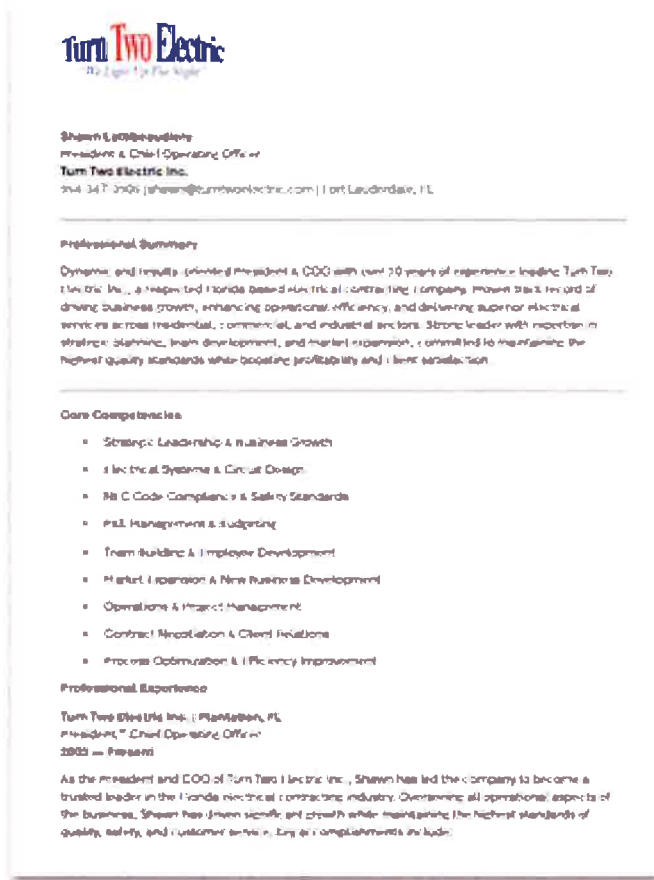 Turn Two Electric
"We Light Up The Night"
Shawn
President & Chief Operating Officer
Turn Two Electric Inc.
@turntwoelectric.com | Fort Lauderdale, FL
Professional Summary
Dynamic and results-oriented President & COO with over 20 years of experience leading Turn Two
Electric Inc., a respected Florida based electrical contracting company. Proven track record of
driving business growth, enhancing operational efficiency, and delivering superior electrical
services across residential, commercial, and industrial sectors. Strong leader with expertise in
strategic planning, team development, and market expansion, committed to maintaining the
highest quality standards while boosting profitability and client satisfaction.
Core Competencies
• Strategic Leadership & Business Growth
• Electrical Systems & Circuit Design
• NEC Code Compliance & Safety Standards
• P&L Management & Budgeting
• Team Building & Employee Development
• Market Expansion & New Business Development
• Operations & Project Management
• Contract Negotiation & Client Relations
• Process Optimization & Efficiency Improvement
Professional Experience
Turn Two Electric Inc. | Plantation, FL
President, Chief Operating Officer
— Present
As the President and COO of Turn Two Electric Inc., Shawn has led the company to become a
trusted leader in the Florida electrical contracting industry. Overseeing all operational aspects of
the business, Shawn has driven significant growth while maintaining the highest standards of
quality, safety, and customer service. Key accomplishments include: